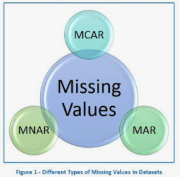 MCAR
Missing
Values
MNAR
MAR
Figure 1 - Different Types of Missing Values in Datasets